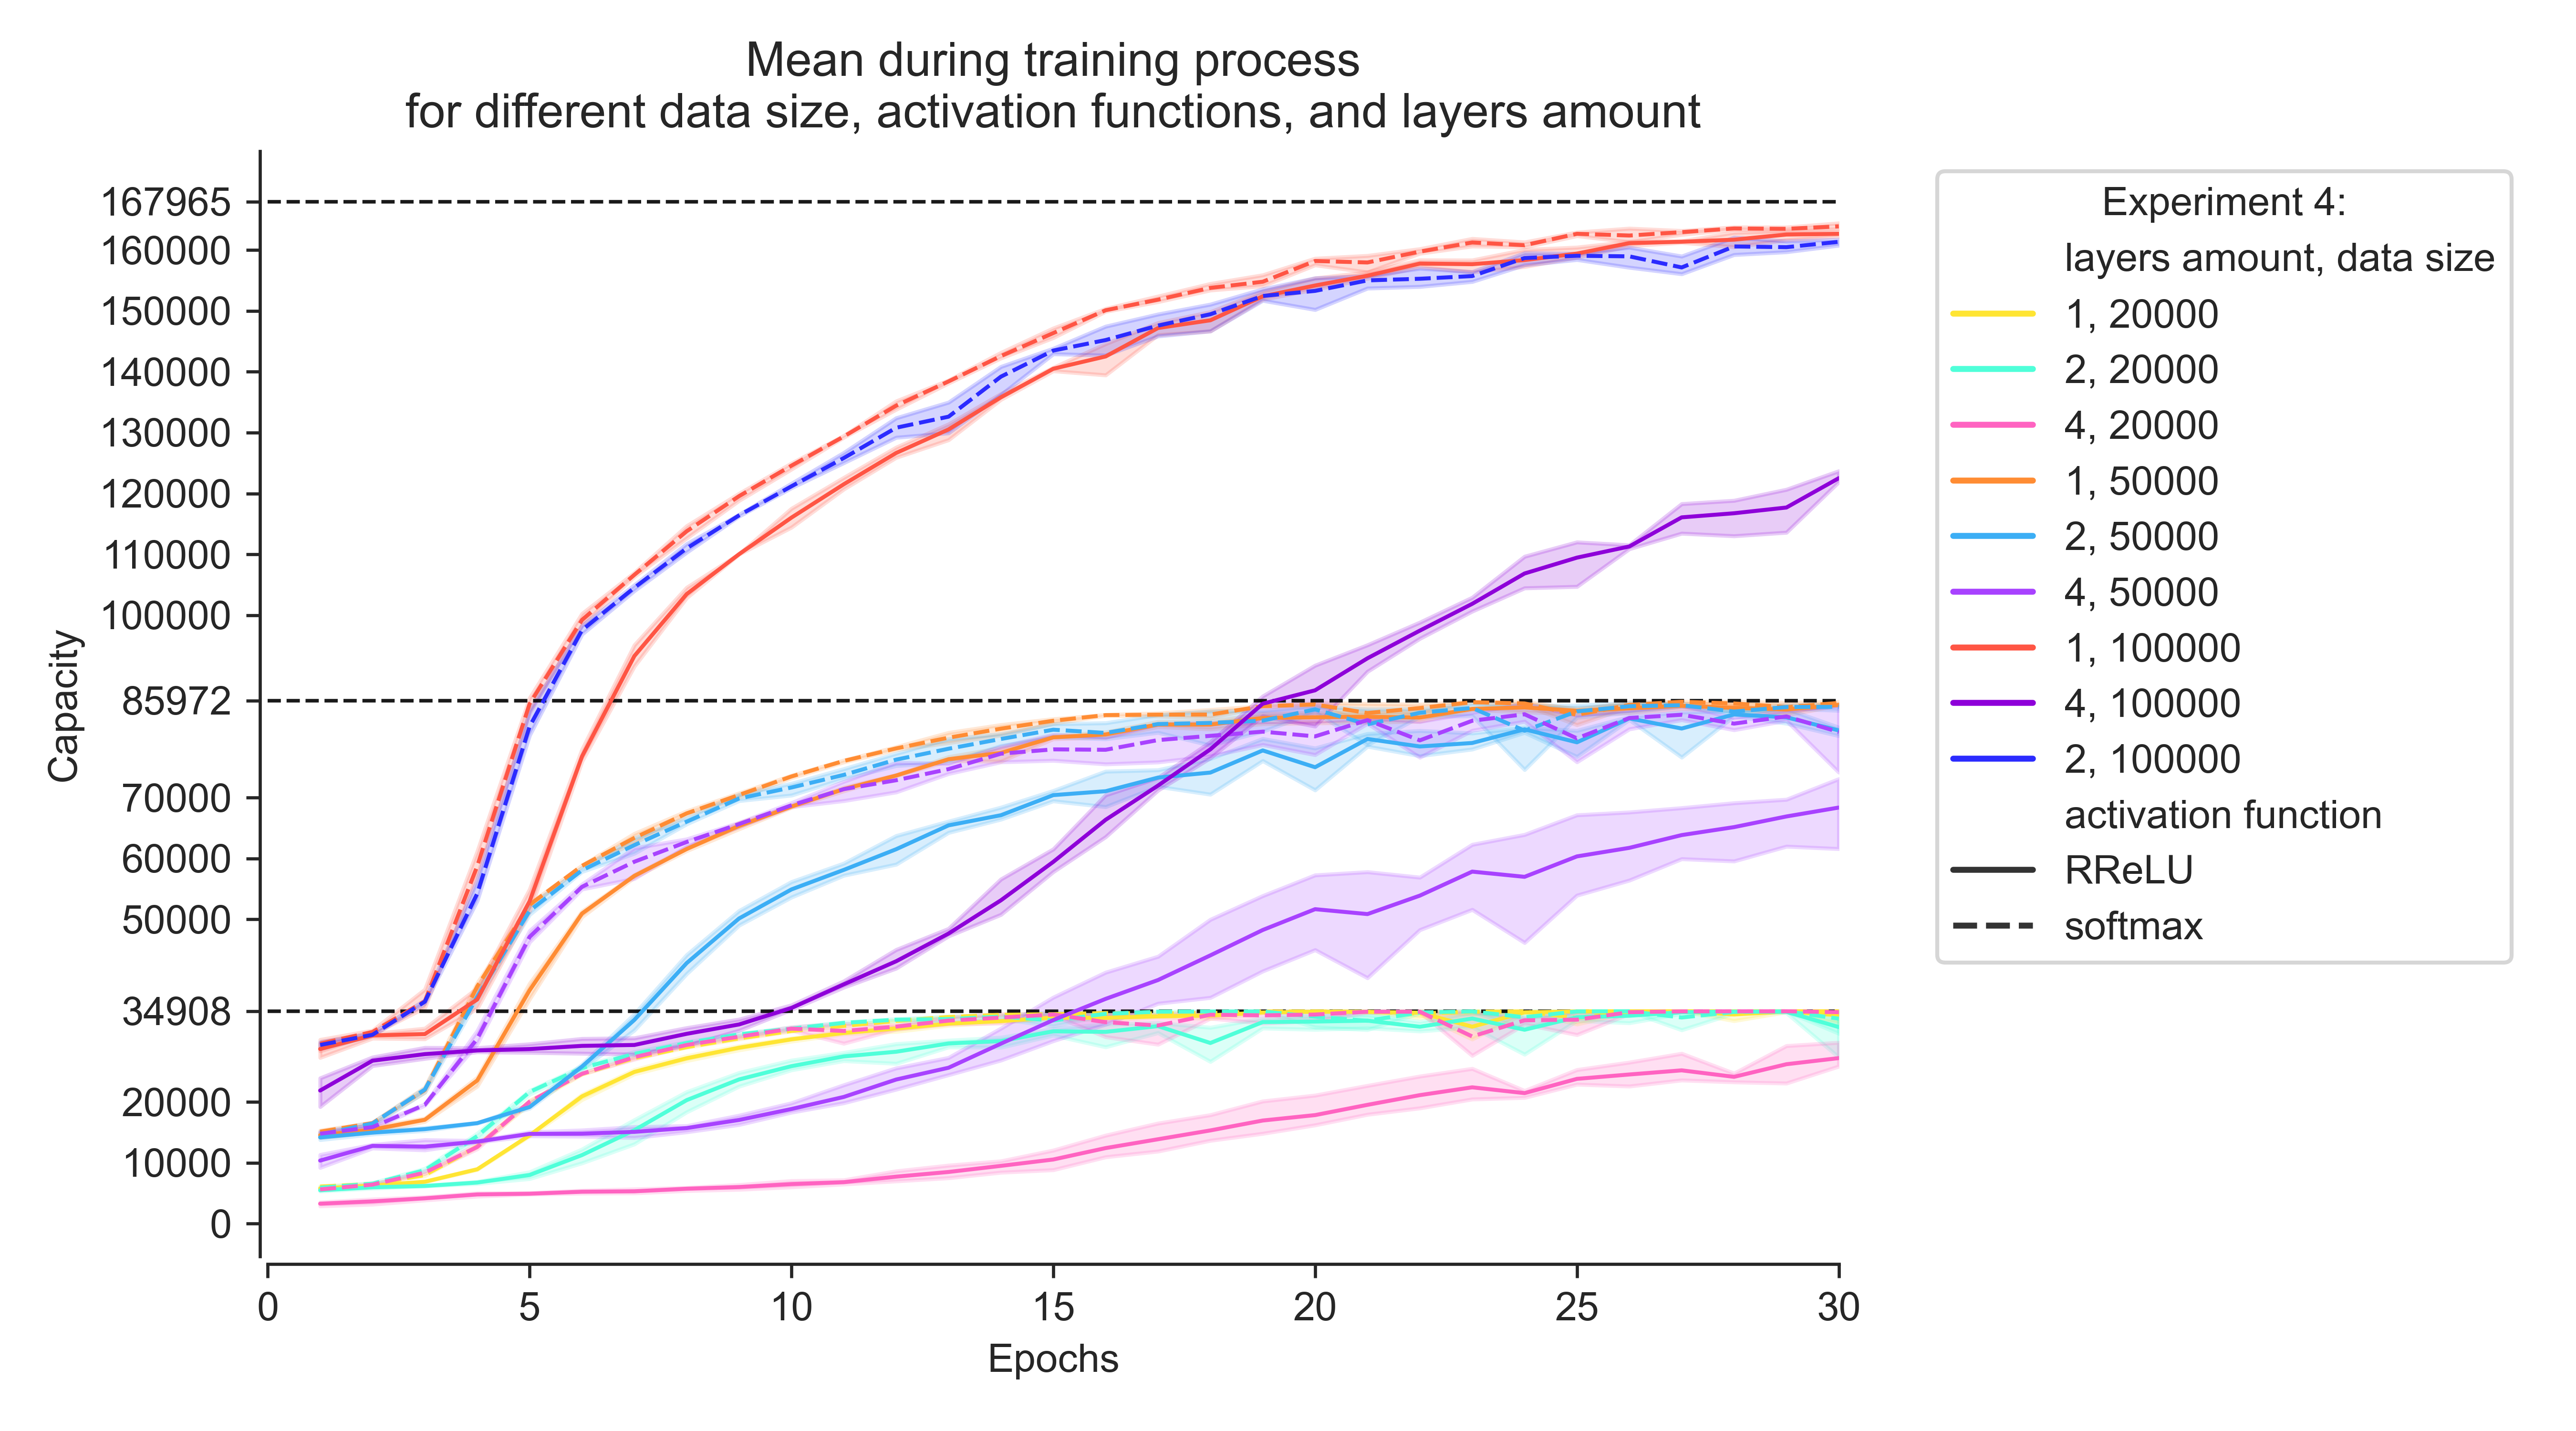 Mean during training process
for different data size, activation functions, and layers amount
167965
160000
150000
140000
130000
120000
110000
100000
85972
70000
60000
50000
34908
20000
10000
0
Capacity
0 5 10 15 20 25 30
Epochs
Experiment 4:
layers amount, data size
1, 20000
2, 20000
4, 20000
1, 50000
2, 50000
4, 50000
1, 100000
4, 100000
2, 100000
activation function
RReLU
softmax